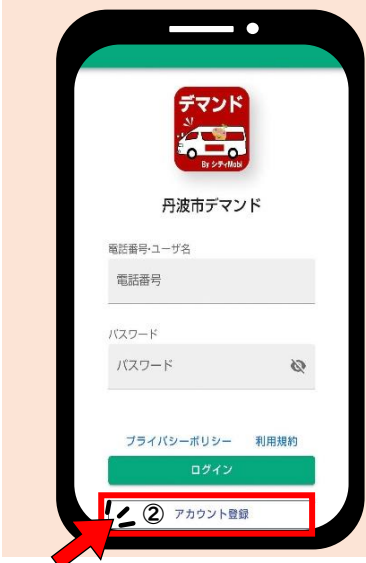 デマンド
By シティMobi
丹波市デマンド
電話番号・ユーザ名
電話番号
パスワード
パスワード
プライバシーポリシー 利用規約
ログイン
② アカウント登録